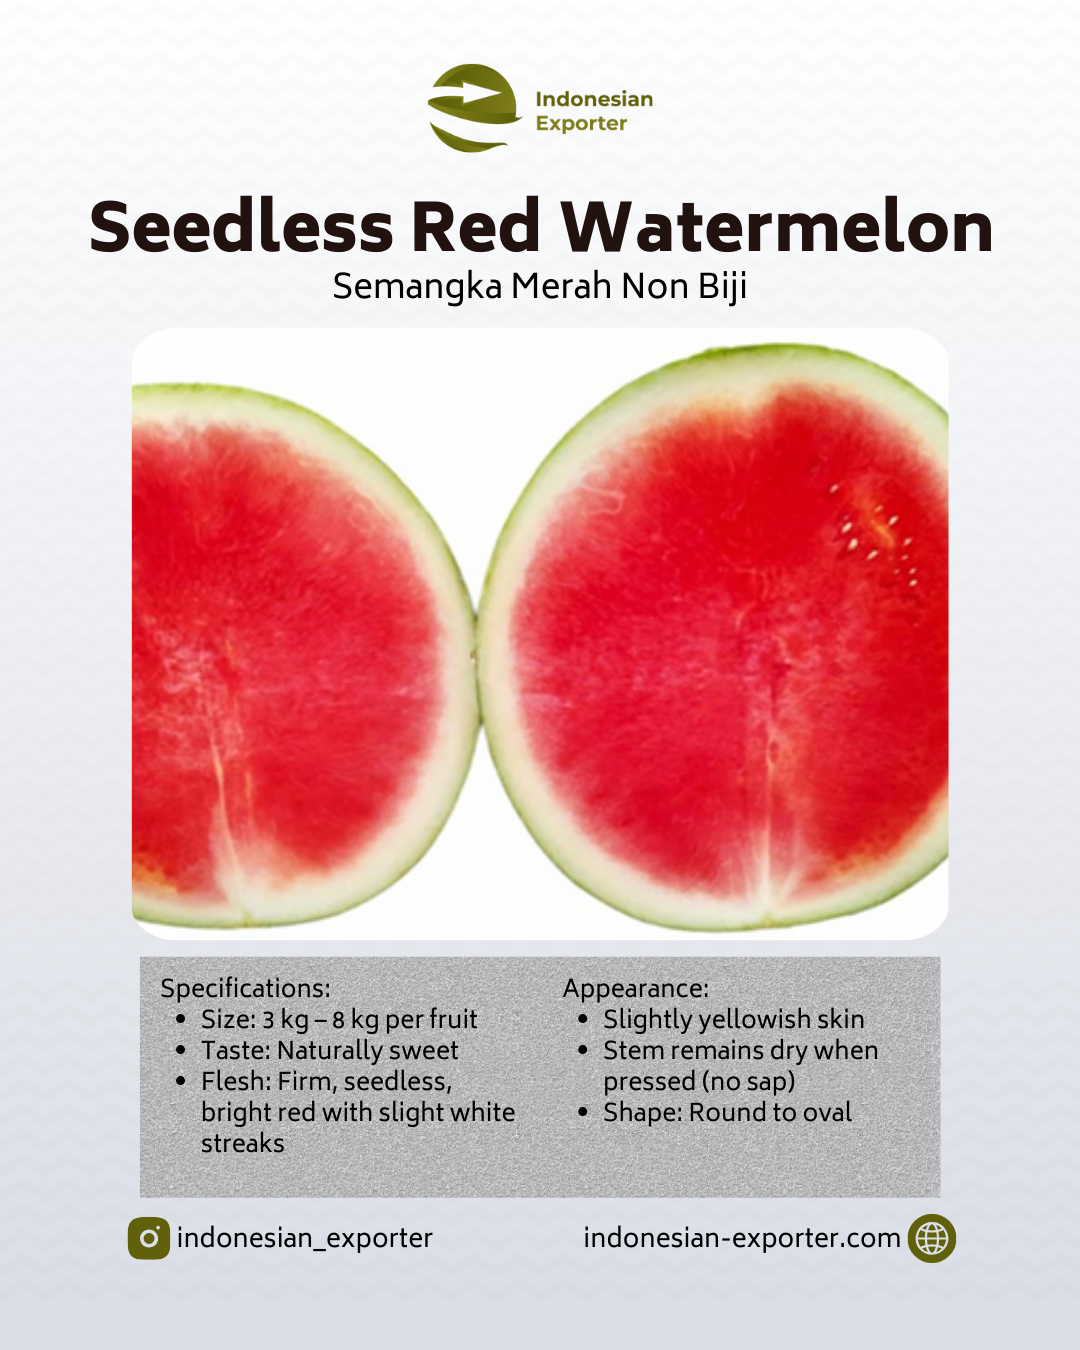 Indonesian
Exporter
Seedless Red Watermelon
Semangka Merah Non Biji
Specifications:
• Size: 3 kg – 8 kg per fruit
• Taste: Naturally sweet
• Flesh: Firm, seedless,
bright red with slight white
streaks
Appearance:
• Slightly yellowish skin
• Stem remains dry when
pressed (no sap)
• Shape: Round to oval
indonesian_exporter
indonesian-exporter.com